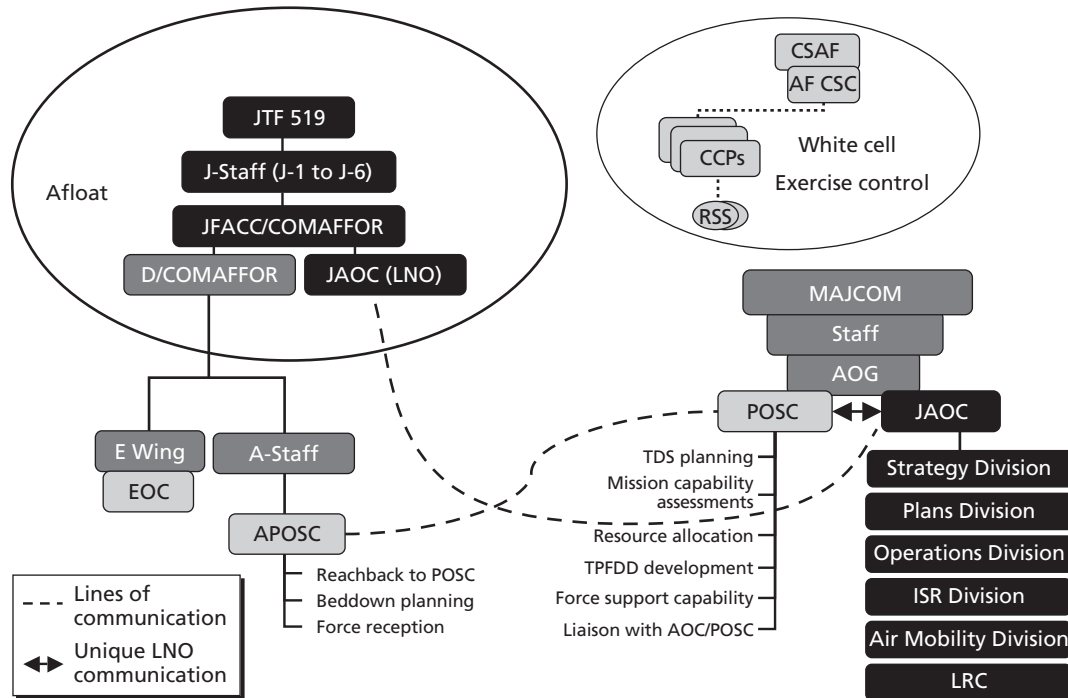 JTF 519
J-Staff (J-1 to J-6)
Afloat
JFACC/COMAFFOR
D/COMAFFOR
JAOC (LNO)
CSAF
AF CSC
CCPs
White cell
Exercise control
RSS
MAJCOM
Staff
AOG
POSC
JAOC
E Wing
EOC
A-Staff
APOSC
Reachback to POSC
Beddown planning
Force reception
TDS planning
Mission capability
assessments
Resource allocation
TPFDD development
Force support capability
Liaison with AOC/POSC
Strategy Division
Plans Division
Operations Division
ISR Division
Air Mobility Division
LRC
Lines of
communication
Unique LNO
communication